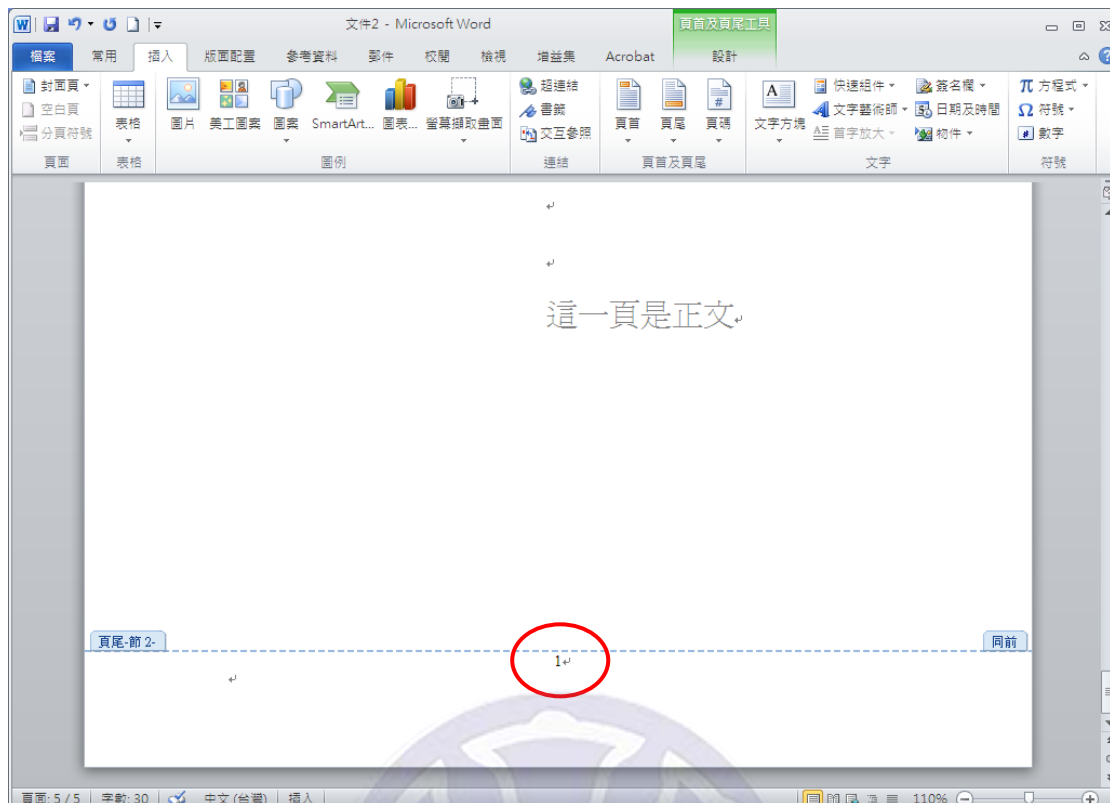 文件2 - Microsoft Word
頁首及頁尾工具
檔案 常用 插入 版面配置 參考資料 郵件 校閱 檢視 增益集 Acrobat 設計
封面頁
空白頁
分頁符號
頁面
表格
表格
圖片 美工圖案 圖案 SmartArt... 圖表... 螢幕擷取畫面
圖例
超連結
書籤
交互參照
連結
頁首 頁尾 頁碼
頁首及頁尾
文字方塊
快速組件
文字藝術師
首字放大
簽名欄
日期及時間
物件
文字
方程式
符號
數字
符號
這一頁是正文
頁尾-節 2-
同前
1
頁面: 5 / 5 字數: 30 中文 (台灣) 插入 110%